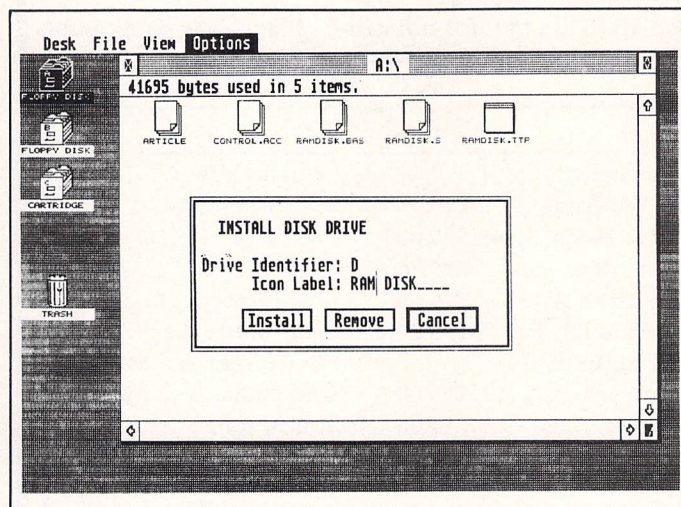 Desk File View Options
A:\
41695 bytes used in 5 items.
A
FLOPPY DISK
B
FLOPPY DISK
C
CARTRIDGE
TRASH
ARTICLE CONTROL.ACC RAMDISK.BAS RAMDISK.S RAMDISK.TTP
INSTALL DISK DRIVE
Drive Identifier: D
Icon Label: RAM DISK____
Install Remove Cancel